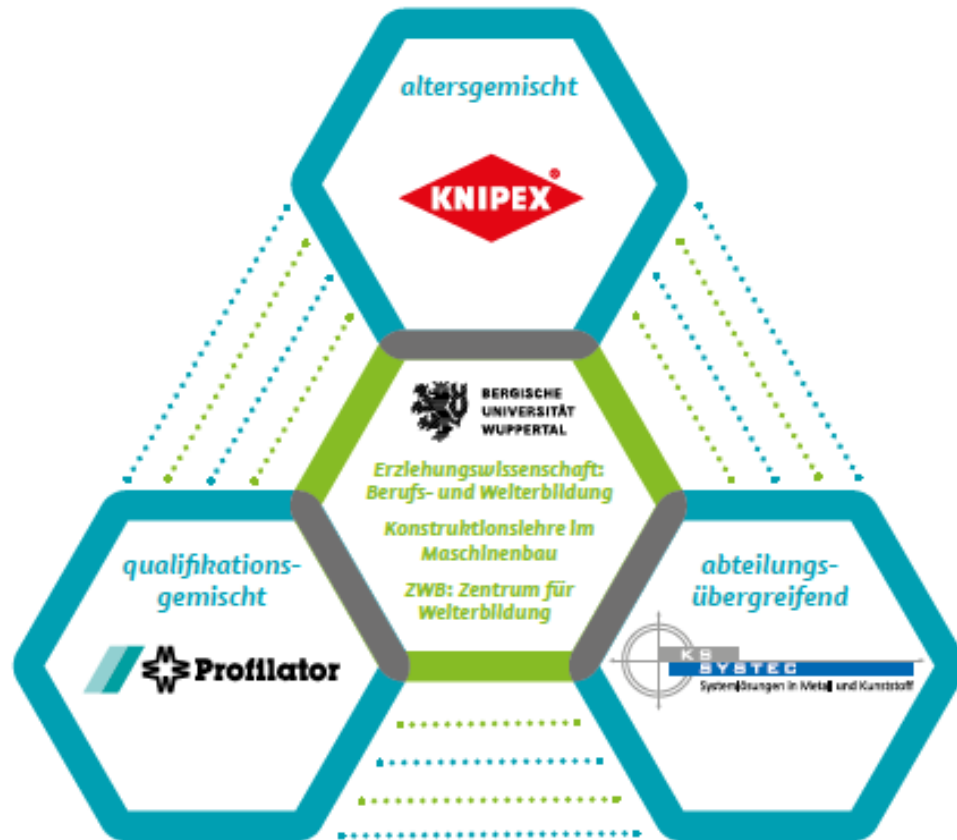 altersgemischt
KNIPEX®
BERGISCHE
UNIVERSITÄT
WUPPERTAL
Erziehungswissenschaft:
Berufs- und Weiterbildung
Konstruktionslehre im
Maschinenbau
ZWB: Zentrum für
Weiterbildung
qualifikations-
gemischt
Profilator
abteilungs-
übergreifend
KS
SYSTEC
Systemlösungen in Metall und Kunststoff